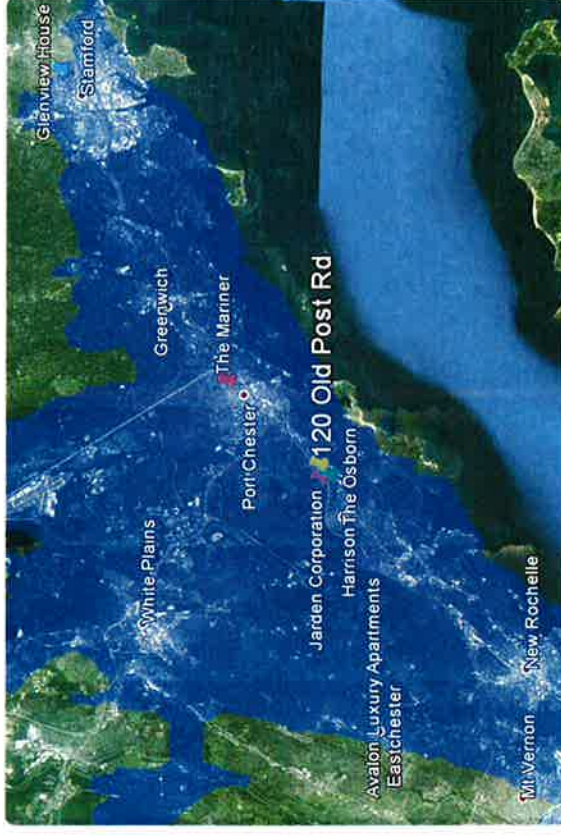 Glenview House
Stamford
Greenwich
The Mariner
Port Chester
White Plains
120 Old Post Rd
Jarden Corporation
Harrison The Osborn
Avalon Luxury Apartments
Eastchester
New Rochelle
Mt Vernon